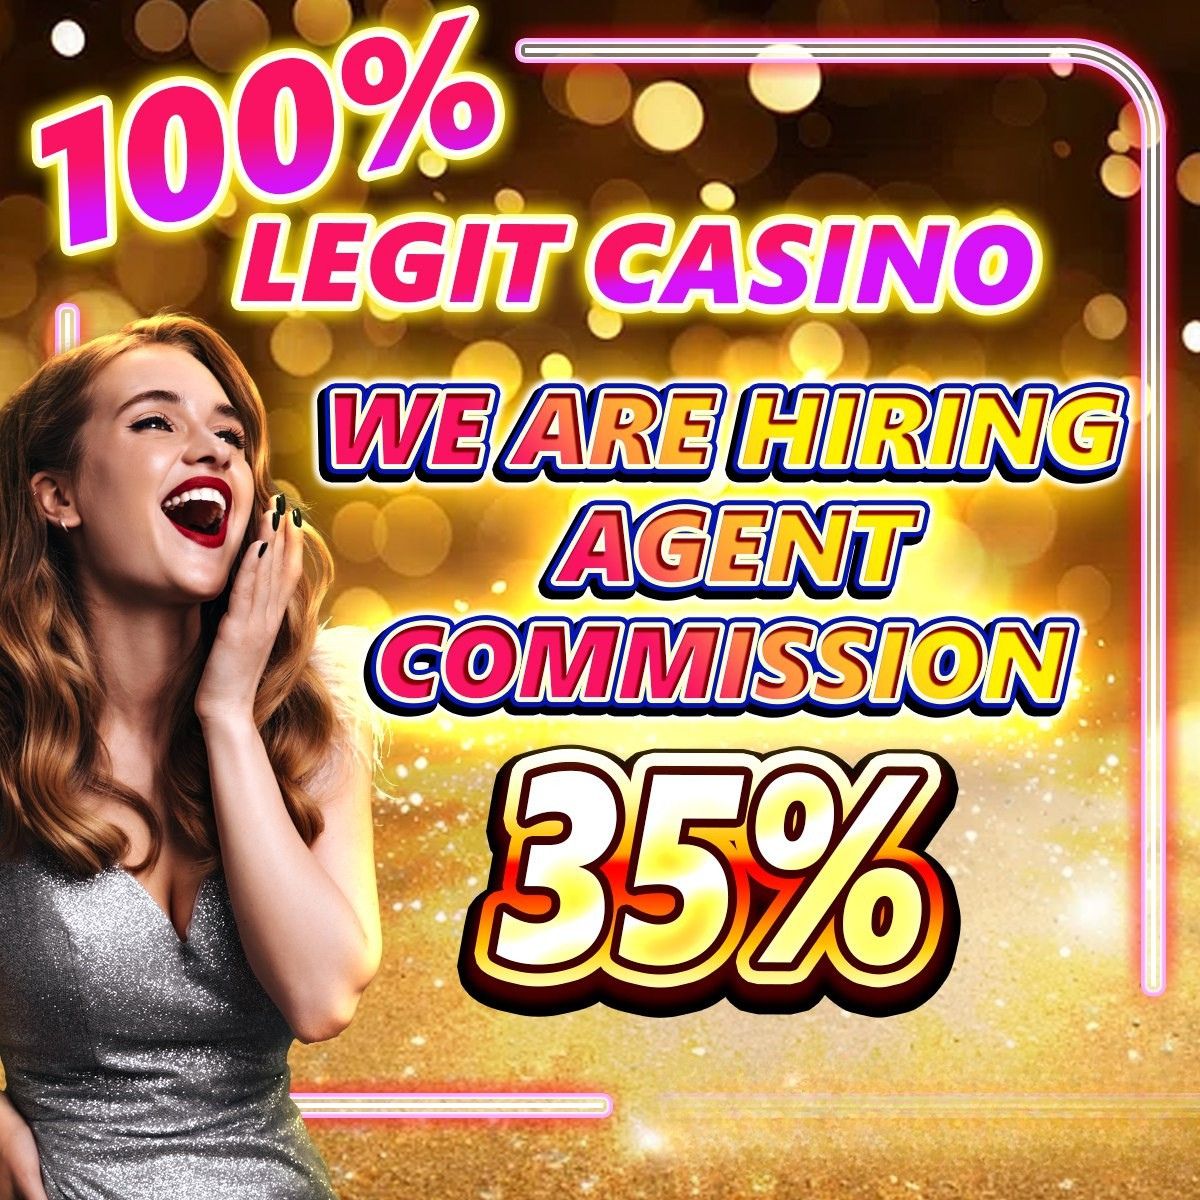 100%
LEGIT CASINO
WE ARE HIRING
AGENT
COMMISSION
35%